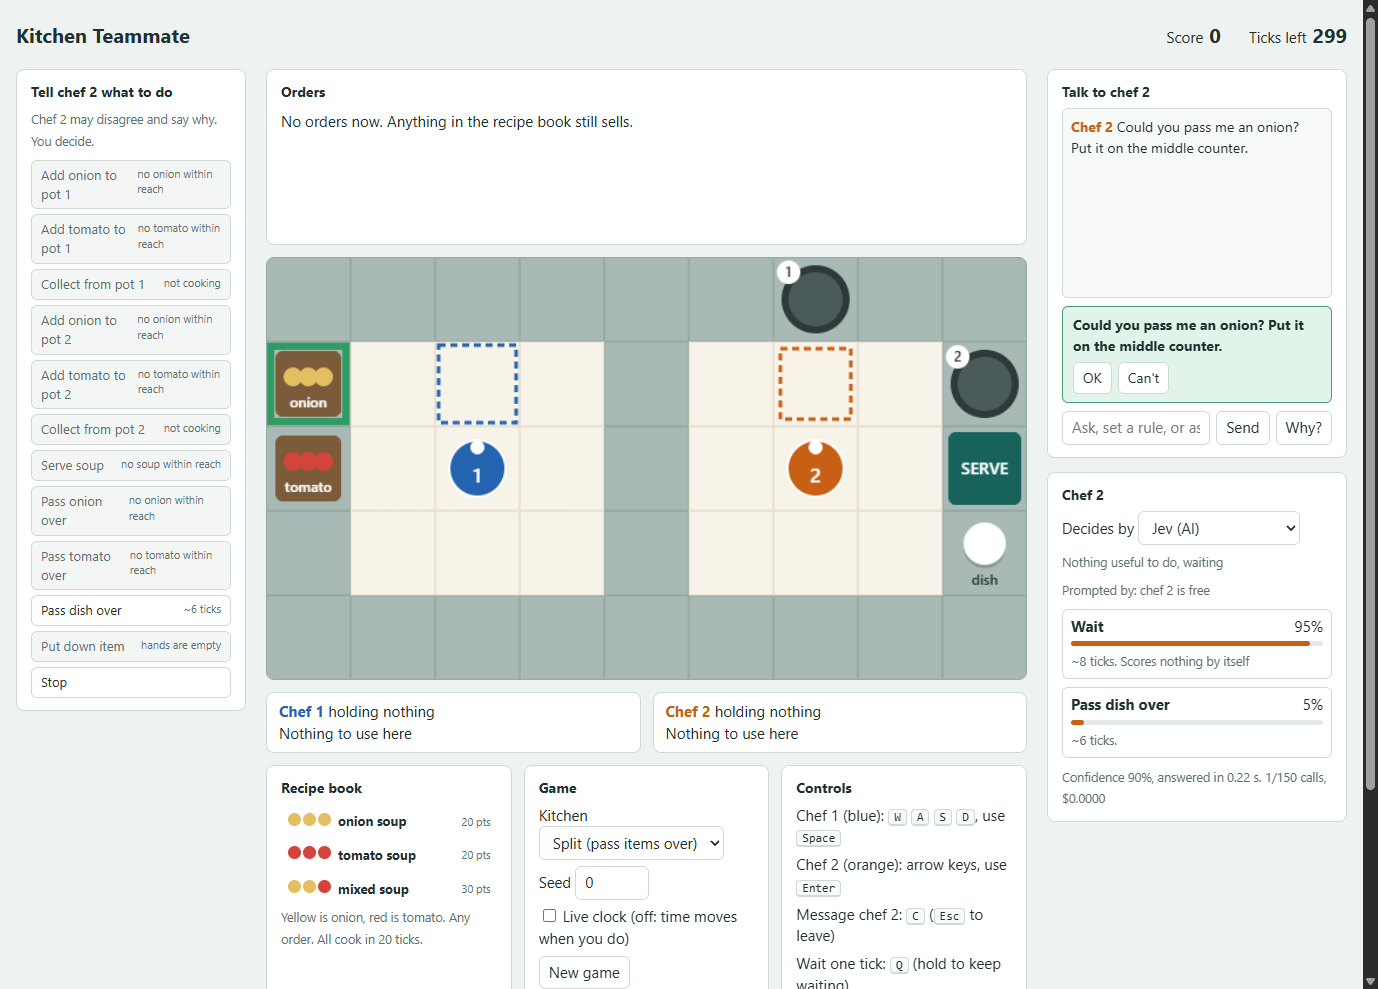 Kitchen Teammate
Score 0
Ticks left 299
Tell chef 2 what to do
Chef 2 may disagree and say why.
You decide.
Add onion to
pot 1
no onion within
reach
Add tomato to
pot 1
no tomato within
reach
Collect from pot 1
not cooking
Add onion to
pot 2
no onion within
reach
Add tomato to
pot 2
no tomato within
reach
Collect from pot 2
not cooking
Serve soup
no soup within reach
Pass onion
over
no onion within
reach
Pass tomato
over
no tomato within
reach
Pass dish over
~6 ticks
Put down item
hands are empty
Stop
Orders
No orders now. Anything in the recipe book still sells.
1
onion
2
tomato
1
2
SERVE
dish
Chef 1 holding nothing
Nothing to use here
Chef 2 holding nothing
Nothing to use here
Recipe book
onion soup 20 pts
tomato soup 20 pts
mixed soup 30 pts
Yellow is onion, red is tomato. Any
order. All cook in 20 ticks.
Game
Kitchen
Split (pass items over)
Seed 0
Live clock (off: time moves
when you do)
New game
Controls
Chef 1 (blue): W A S D, use
Space
Chef 2 (orange): arrow keys, use
Enter
Message chef 2: C (Esc to
leave)
Wait one tick: Q (hold to keep
waiting)
Talk to chef 2
Chef 2 Could you pass me an onion?
Put it on the middle counter.
Could you pass me an onion? Put it
on the middle counter.
OK
Can't
Ask, set a rule, or as
Send
Why?
Chef 2
Decides by Jev (AI)
Nothing useful to do, waiting
Prompted by: chef 2 is free
Wait 95%
~8 ticks. Scores nothing by itself
Pass dish over 5%
~6 ticks.
Confidence 90%, answered in 0.22 s. 1/150 calls,
$0.0000